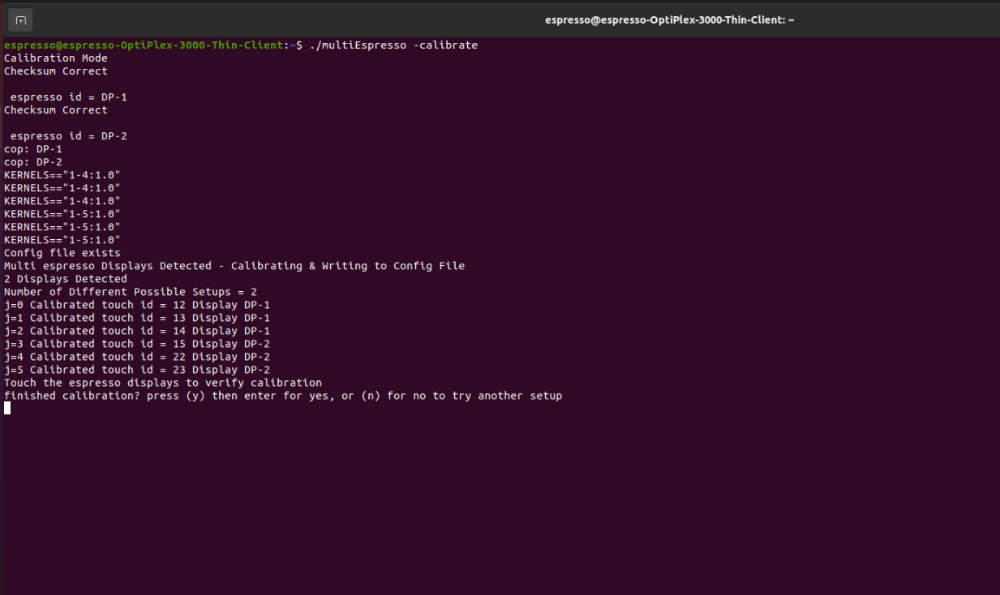 espresso@espresso-OptiPlex-3000-Thin-Client: ~
espresso@espresso-OptiPlex-3000-Thin-Client:~$ ./multiEspresso -calibrate
Calibration Mode
Checksum Correct
espresso id = DP-1
Checksum Correct
espresso id = DP-2
cop: DP-1
cop: DP-2
KERNELS=="1-4:1.0"
KERNELS=="1-4:1.0"
KERNELS=="1-4:1.0"
KERNELS=="1-5:1.0"
KERNELS=="1-5:1.0"
KERNELS=="1-5:1.0"
Config file exists
Multi espresso Displays Detected - Calibrating & Writing to Config File
2 Displays Detected
Number of Different Possible Setups = 2
j=0 Calibrated touch id = 12 Display DP-1
j=1 Calibrated touch id = 13 Display DP-1
j=2 Calibrated touch id = 14 Display DP-1
j=3 Calibrated touch id = 15 Display DP-2
j=4 Calibrated touch id = 22 Display DP-2
j=5 Calibrated touch id = 23 Display DP-2
Touch the espresso displays to verify calibration
finished calibration? press (y) then enter for yes, or (n) for no to try another setup